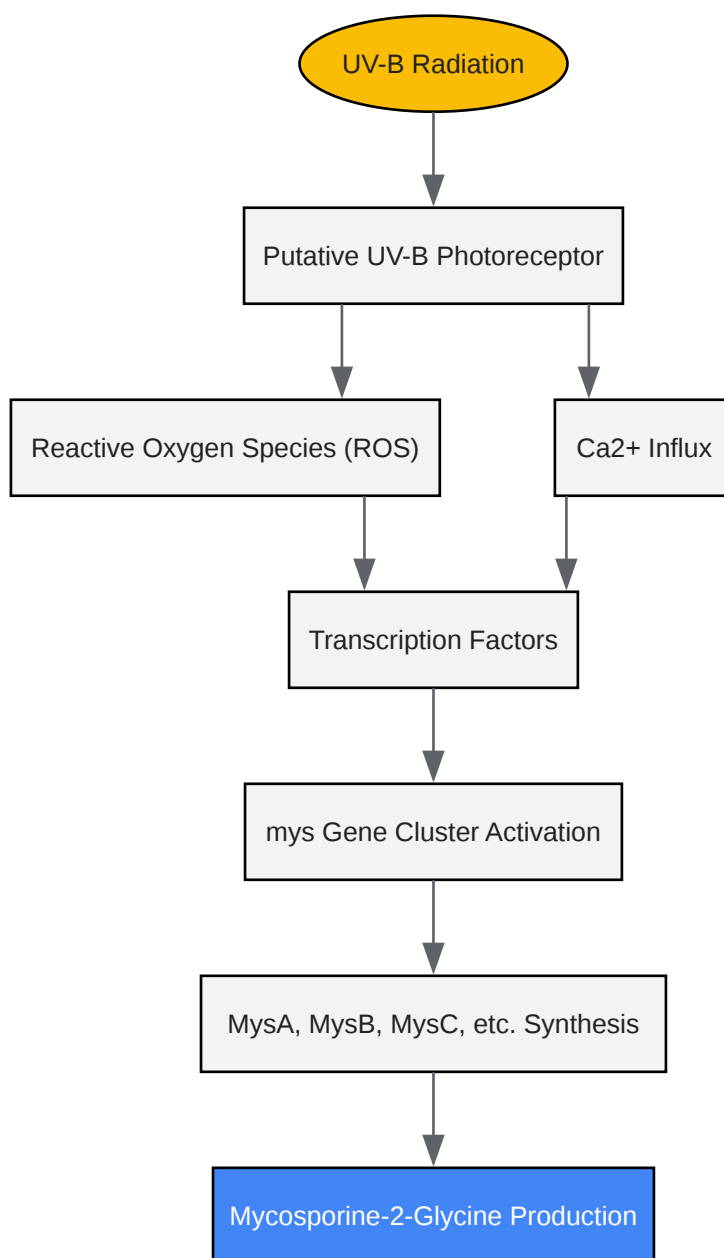 UV-B Radiation
Putative UV-B Photoreceptor
Reactive Oxygen Species (ROS)
Ca2+ Influx
Transcription Factors
mys Gene Cluster Activation
MysA, MysB, MysC, etc. Synthesis
Mycosporine-2-Glycine Production